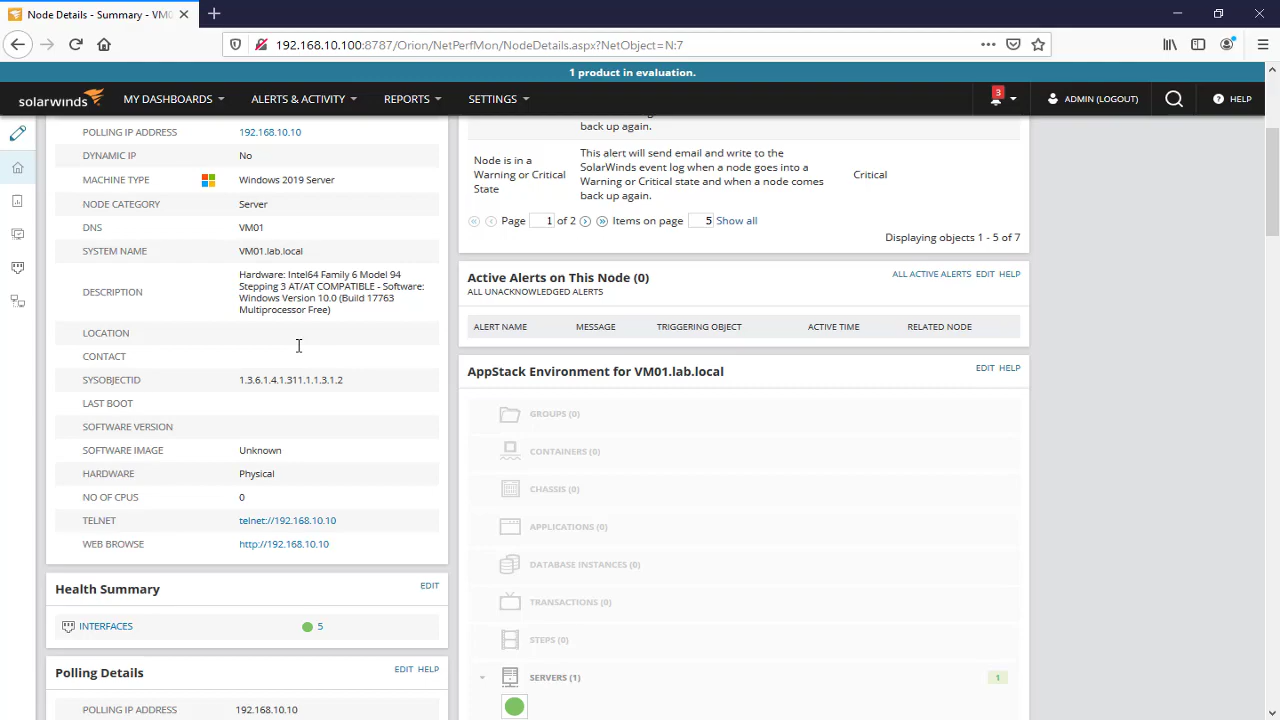 Node Details - Summary - VM0
192.168.10.100:8787/Orion/NetPerfMon/NodeDetails.aspx?NetObject=N:7
1 product in evaluation.
solarwinds
MY DASHBOARDS
ALERTS & ACTIVITY
REPORTS
SETTINGS
3
ADMIN (LOGOUT)
HELP
POLLING IP ADDRESS 192.168.10.10
DYNAMIC IP No
MACHINE TYPE Windows 2019 Server
NODE CATEGORY Server
DNS VM01
SYSTEM NAME VM01.lab.local
DESCRIPTION
Hardware: Intel64 Family 6 Model 94
Stepping 3 AT/AT COMPATIBLE - Software:
Windows Version 10.0 (Build 17763
Multiprocessor Free)
LOCATION
CONTACT
SYSOBJECTID 1.3.6.1.4.1.311.1.1.3.1.2
LAST BOOT
SOFTWARE VERSION
SOFTWARE IMAGE Unknown
HARDWARE Physical
NO OF CPUS 0
TELNET telnet://192.168.10.10
WEB BROWSE http://192.168.10.10
Health Summary EDIT
INTERFACES 5
Polling Details EDIT HELP
POLLING IP ADDRESS 192.168.10.10
back up again.
Node is in a
Warning or Critical
State
This alert will send email and write to the
SolarWinds event log when a node goes into a
Warning or Critical state and when a node comes
back up again.
Critical
Page 1 of 2 Items on page 5 Show all
Displaying objects 1 - 5 of 7
Active Alerts on This Node (0) ALL ACTIVE ALERTS EDIT HELP
ALL UNACKNOWLEDGED ALERTS
ALERT NAME MESSAGE TRIGGERING OBJECT ACTIVE TIME RELATED NODE
AppStack Environment for VM01.lab.local EDIT HELP
GROUPS (0)
CONTAINERS (0)
CHASSIS (0)
APPLICATIONS (0)
DATABASE INSTANCES (0)
TRANSACTIONS (0)
STEPS (0)
SERVERS (1) 1